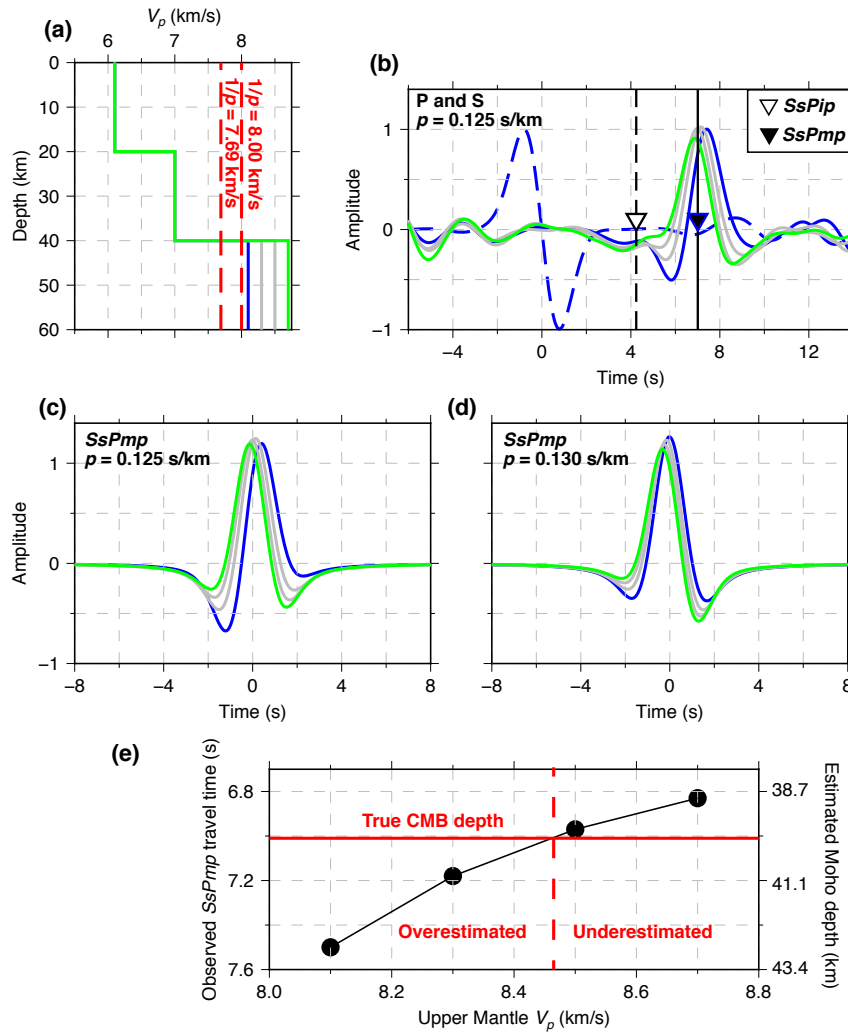 (a)
V_p (km/s)
6 7 8
0
10
20
30
40
50
60
Depth (km)
1/p = 8.00 km/s
1/p = 7.69 km/s
(b)
P and S
p = 0.125 s/km
SsPip
SsPmp
1
0
−1
Amplitude
−4 0 4 8 12
Time (s)
(c)
SsPmp
p = 0.125 s/km
1
0
−1
Amplitude
−8 −4 0 4 8
Time (s)
(d)
SsPmp
p = 0.130 s/km
−8 −4 0 4 8
Time (s)
(e)
Observed SsPmp travel time (s)
6.8
7.2
7.6
True CMB depth
Overestimated
Underestimated
38.7
41.1
43.4
Estimated Moho depth
(km)
8.0 8.2 8.4 8.6 8.8
Upper Mantle V_p (km/s)